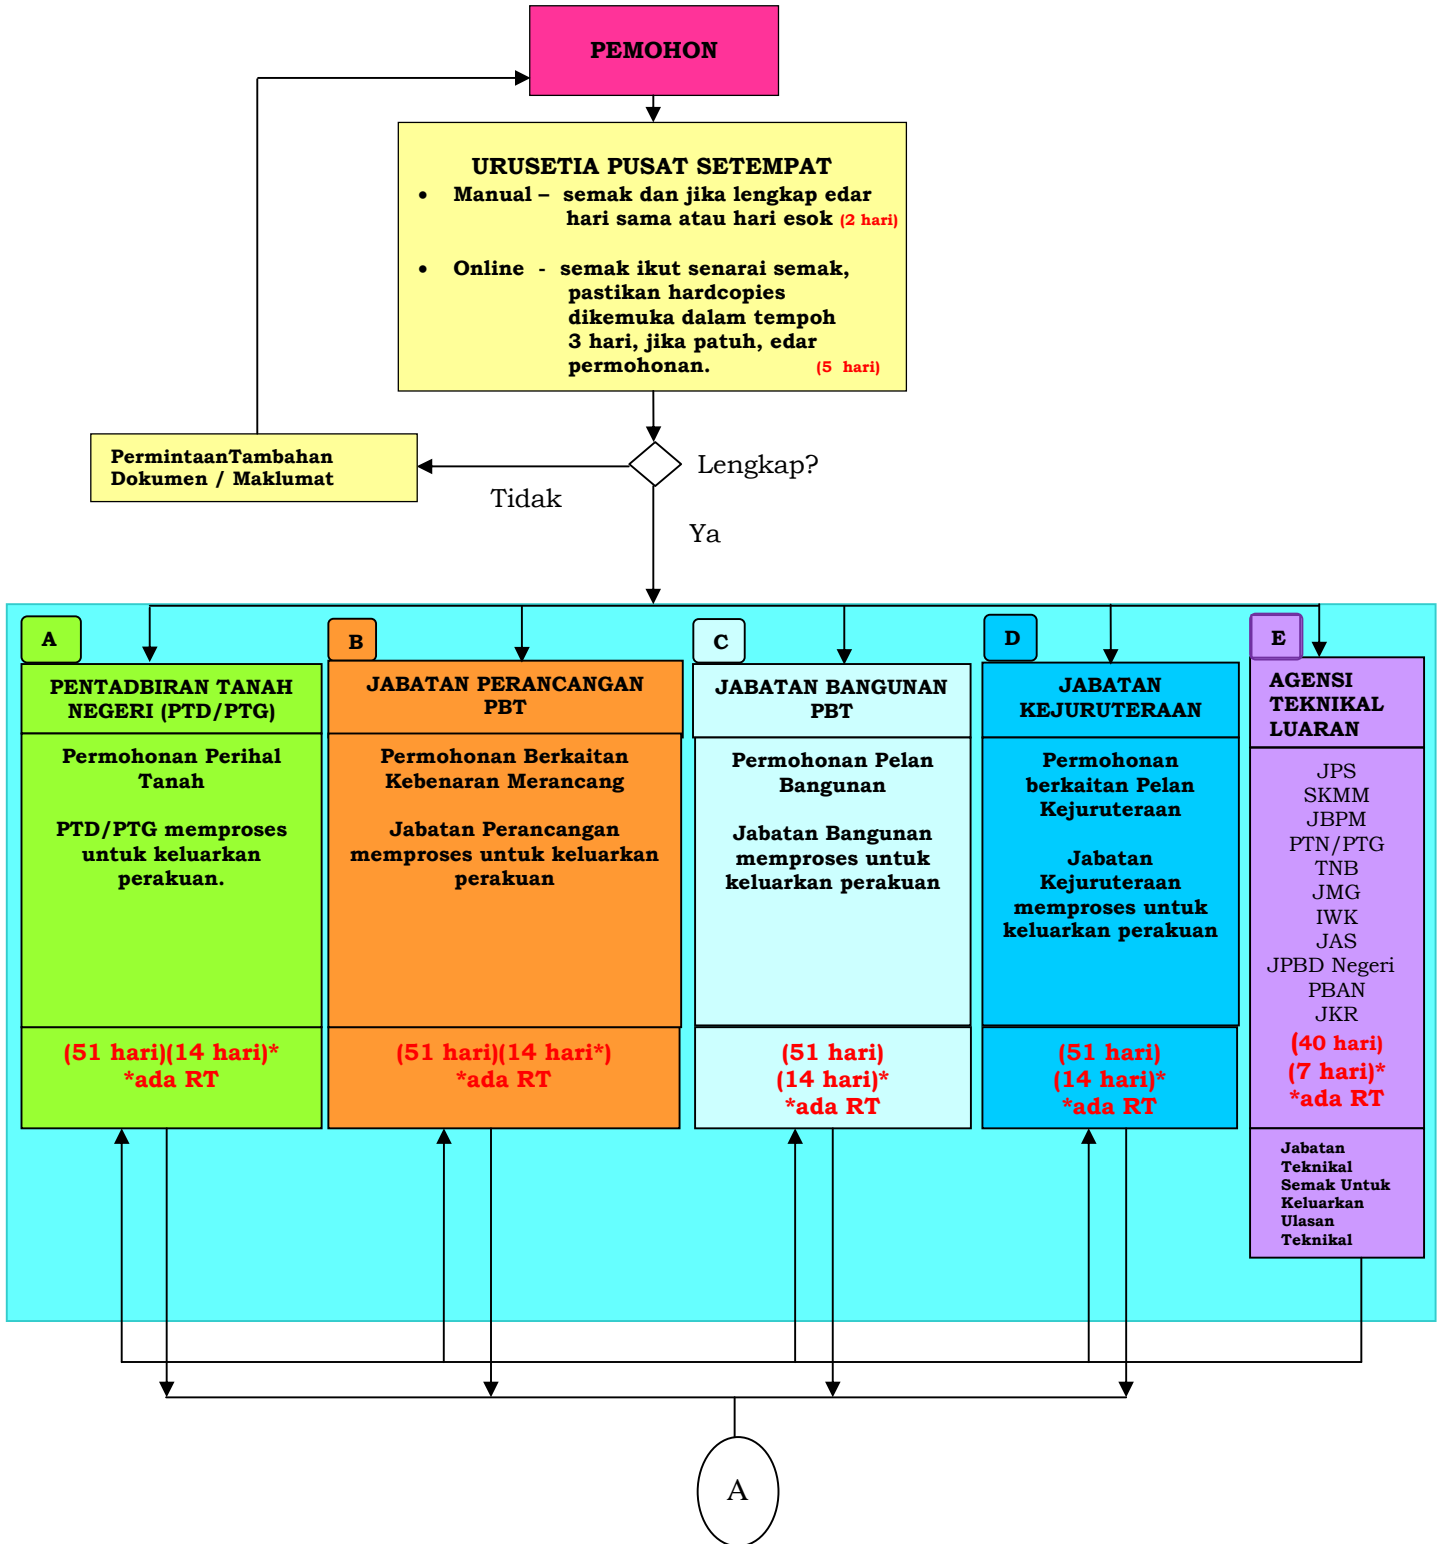 PEMOHON
URUSETIA PUSAT SETEMPAT
• Manual – semak dan jika lengkap edar
hari sama atau hari esok (2 hari)
• Online - semak ikut senarai semak,
pastikan hardcopies
dikemuka dalam tempoh
3 hari, jika patuh, edar
permohonan. (5 hari)
PermintaanTambahan
Dokumen / Maklumat
Lengkap?
Tidak
Ya
A
PENTADBIRAN TANAH
NEGERI (PTD/PTG)
Permohonan Perihal
Tanah
PTD/PTG memproses
untuk keluarkan
perakuan.
(51 hari)(14 hari)*
*ada RT
B
JABATAN PERANCANGAN
PBT
Permohonan Berkaitan
Kebenaran Merancang
Jabatan Perancangan
memproses untuk keluarkan
perakuan
(51 hari)(14 hari*)
*ada RT
C
JABATAN BANGUNAN
PBT
Permohonan Pelan
Bangunan
Jabatan Bangunan
memproses untuk
keluarkan perakuan
(51 hari)
(14 hari)*
*ada RT
D
JABATAN
KEJURUTERAAN
Permohonan
berkaitan Pelan
Kejuruteraan
Jabatan
Kejuruteraan
memproses untuk
keluarkan perakuan
(51 hari)
(14 hari)*
*ada RT
E
AGENSI
TEKNIKAL
LUARAN
JPS
SKMM
JBPM
PTN/PTG
TNB
JMG
IWK
JAS
JPBD Negeri
PBAN
JKR
(40 hari)
(7 hari)*
*ada RT
Jabatan
Teknikal
Semak Untuk
Keluarkan
Ulasan
Teknikal
A